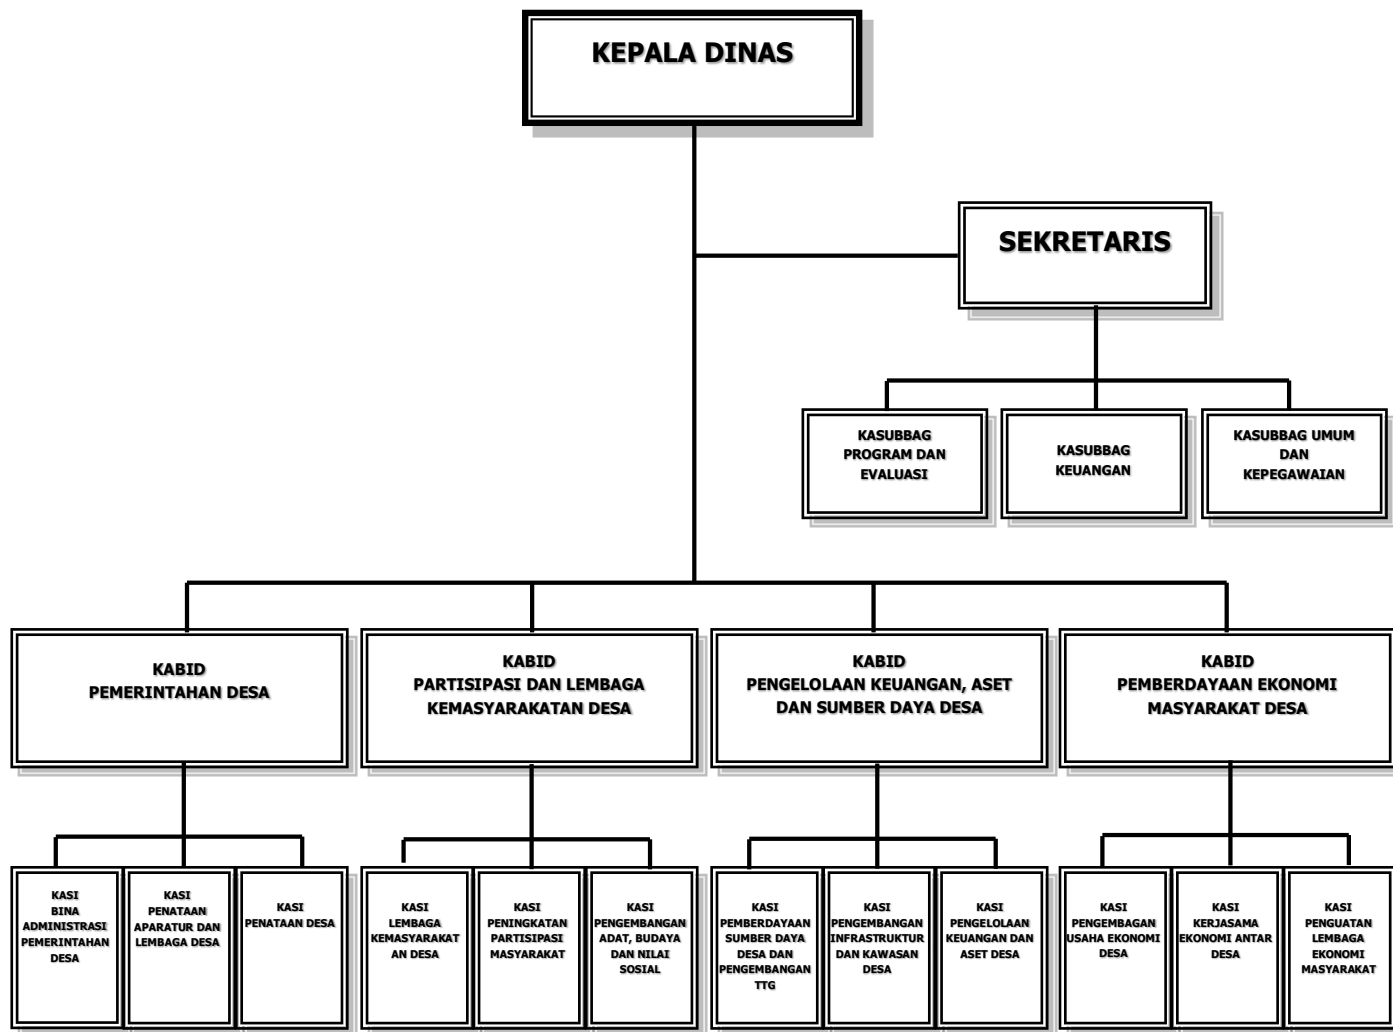 KEPALA DINAS
SEKRETARIS
KASUBBAG
PROGRAM DAN
EVALUASI
KASUBBAG
KEUANGAN
KASUBBAG UMUM
DAN
KEPEGAWAIAN
KABID
PEMERINTAHAN DESA
KABID
PARTISIPASI DAN LEMBAGA
KEMASYARAKATAN DESA
KABID
PENGELOLAAN KEUANGAN, ASET
DAN SUMBER DAYA DESA
KABID
PEMBERDAYAAN EKONOMI
MASYARAKAT DESA
KASI
BINA
ADMINISTRASI
PEMERINTAHAN
DESA
KASI
PENATAAN
APARATUR DAN
LEMBAGA DESA
KASI
PENATAAN DESA
KASI
LEMBAGA
KEMASYARAKAT
AN DESA
KASI
PENINGKATAN
PARTISIPASI
MASYARAKAT
KASI
PENGEMBANGAN
ADAT, BUDAYA
DAN NILAI
SOSIAL
KASI
PEMBERDAYAAN
SUMBER DAYA
DESA DAN
PENGEMBANGAN
TTG
KASI
PENGEMBANGAN
INFRASTRUKTUR
DAN KAWASAN
DESA
KASI
PENGELOLAAN
KEUANGAN DAN
ASET DESA
KASI
PENGEMBAGAN
USAHA EKONOMI
DESA
KASI
KERJASAMA
EKONOMI ANTAR
DESA
KASI
PENGUATAN
LEMBAGA
EKONOMI
MASYARAKAT